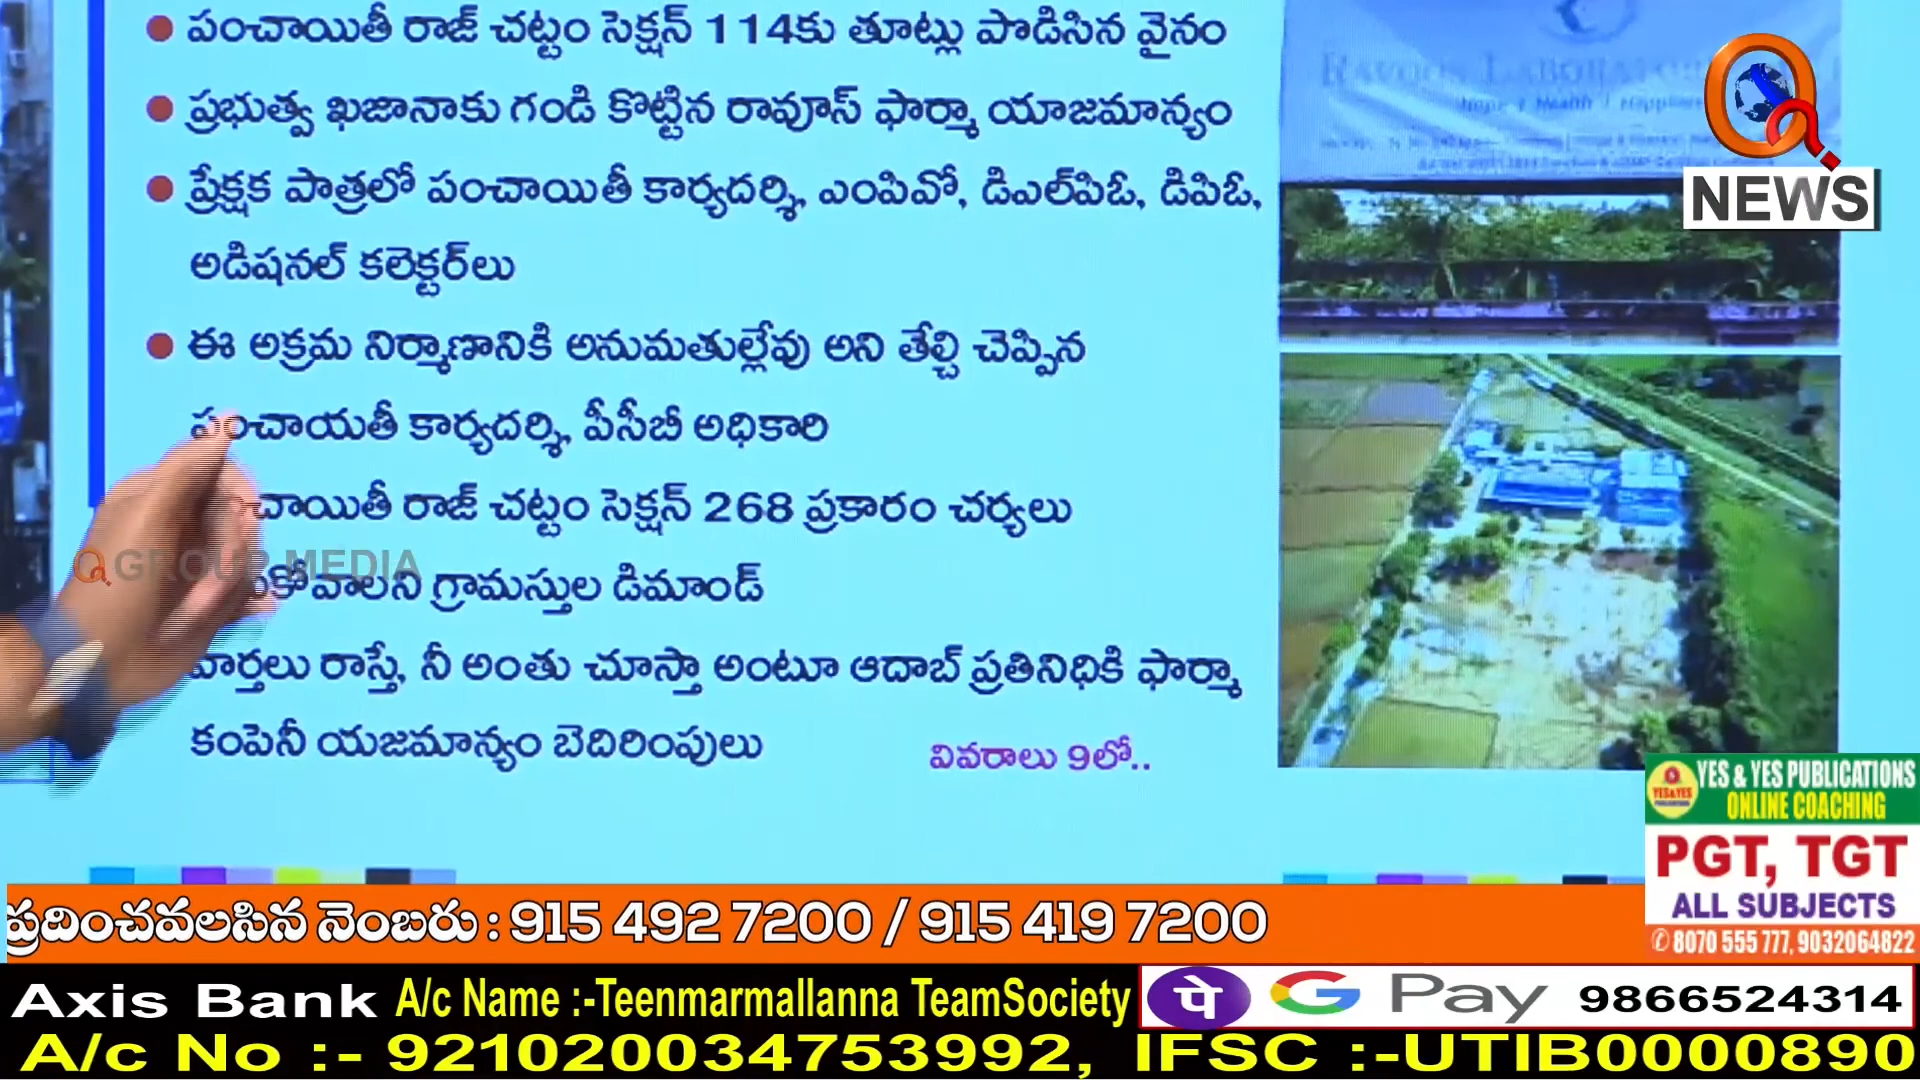 పంచాయితీ రాజ్ చట్టం సెక్షన్ 114కు తూట్లు పొడిసిన వైనం
ప్రభుత్వ ఖజానాకు గండి కొట్టిన రావూస్ ఫార్మా యాజమాన్యం
ప్రేక్షక పాత్రలో పంచాయితీ కార్యదర్శి, ఎంపివో, డిఎల్‌పిఓ, డిపిఓ,
అడిషనల్ కలెక్టర్‌లు
ఈ అక్రమ నిర్మాణానికి అనుమతుల్లేవు అని తేల్చి చెప్పిన
పంచాయతీ కార్యదర్శి, పీసీబీ అధికారి
రాజ్ చట్టం సెక్షన్ 268 ప్రకారం చర్యలు
గ్రామస్తుల డిమాండ్
వార్తలు రాస్తే, నీ అంతు చూస్తా అంటూ ఆదాబ్ ప్రతినిధికి ఫార్మా
కంపెనీ యజమాన్యం బెదిరింపులు
వివరాలు 9లో..
Q
NEWS
Q GROUP MEDIA
YES & YES PUBLICATIONS
ONLINE COACHING
PGT, TGT
ALL SUBJECTS
8070 555 777, 9032064822
ప్రదించవలసిన నెంబరు : 915 492 7200 / 915 419 7200
Axis Bank A/c Name :-Teenmarmallanna TeamSociety
पे G Pay 9866524314
A/c No :- 921020034753992, IFSC :-UTIB0000890